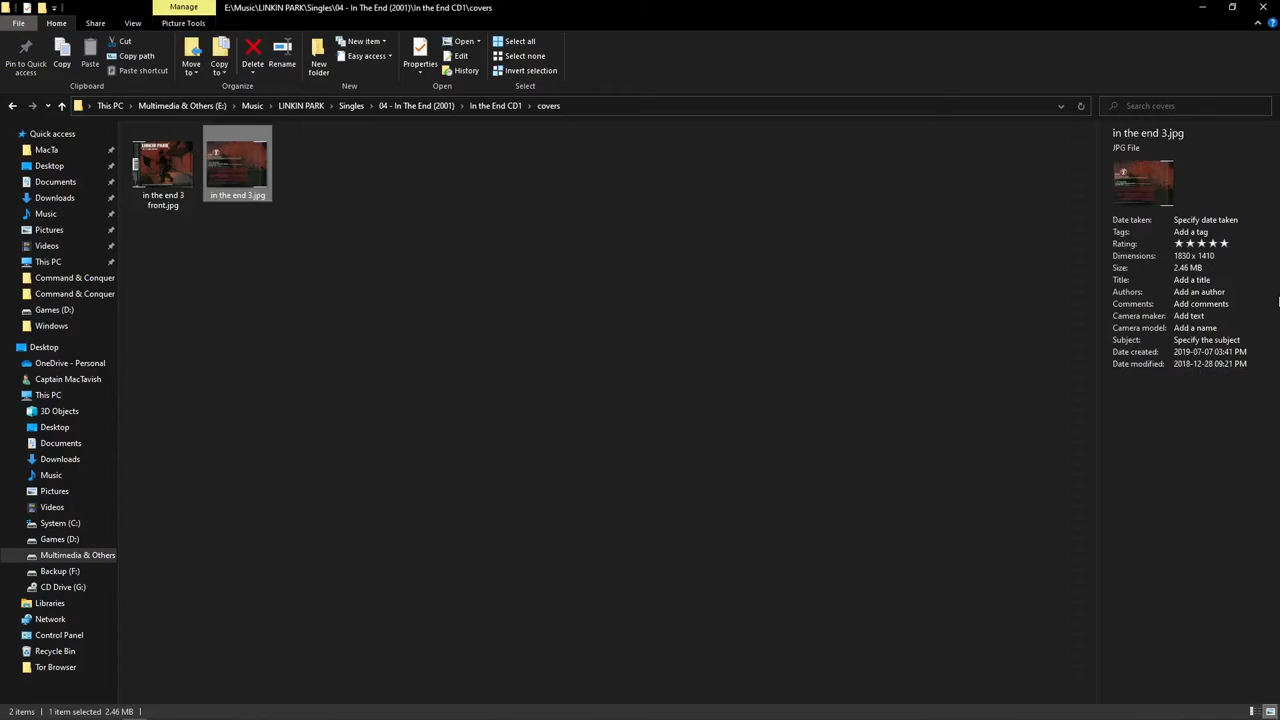 Manage
E:\Music\LINKIN PARK\Singles\04 - In The End (2001)\In the End CD1\covers
File
Home
Share
View
Picture Tools
Pin to Quick access
Copy
Paste
Cut
Copy path
Paste shortcut
Clipboard
Move to
Copy to
Delete
Rename
Organize
New folder
New item
Easy access
New
Properties
Open
Edit
History
Open
Select all
Select none
Invert selection
Select
This PC
Multimedia & Others (E:)
Music
LINKIN PARK
Singles
04 - In The End (2001)
In the End CD1
covers
Search covers
Quick access
MacTa
Desktop
Documents
Downloads
Music
Pictures
Videos
This PC
Command & Conquer
Command & Conquer
Games (D:)
Windows
Desktop
OneDrive - Personal
Captain MacTavish
This PC
3D Objects
Desktop
Documents
Downloads
Music
Pictures
Videos
System (C:)
Games (D:)
Multimedia & Others
Backup (F:)
CD Drive (G:)
Libraries
Network
Control Panel
Recycle Bin
Tor Browser
LINKIN PARK
in the end 3
front.jpg
in the end 3.jpg
in the end 3.jpg
JPG File
Date taken: Specify date taken
Tags: Add a tag
Rating:
Dimensions: 1830 x 1410
Size: 2.46 MB
Title: Add a title
Authors: Add an author
Comments: Add comments
Camera maker: Add text
Camera model: Add a name
Subject: Specify the subject
Date created: 2019-07-07 03:41 PM
Date modified: 2018-12-28 09:21 PM
2 items
1 item selected 2.46 MB